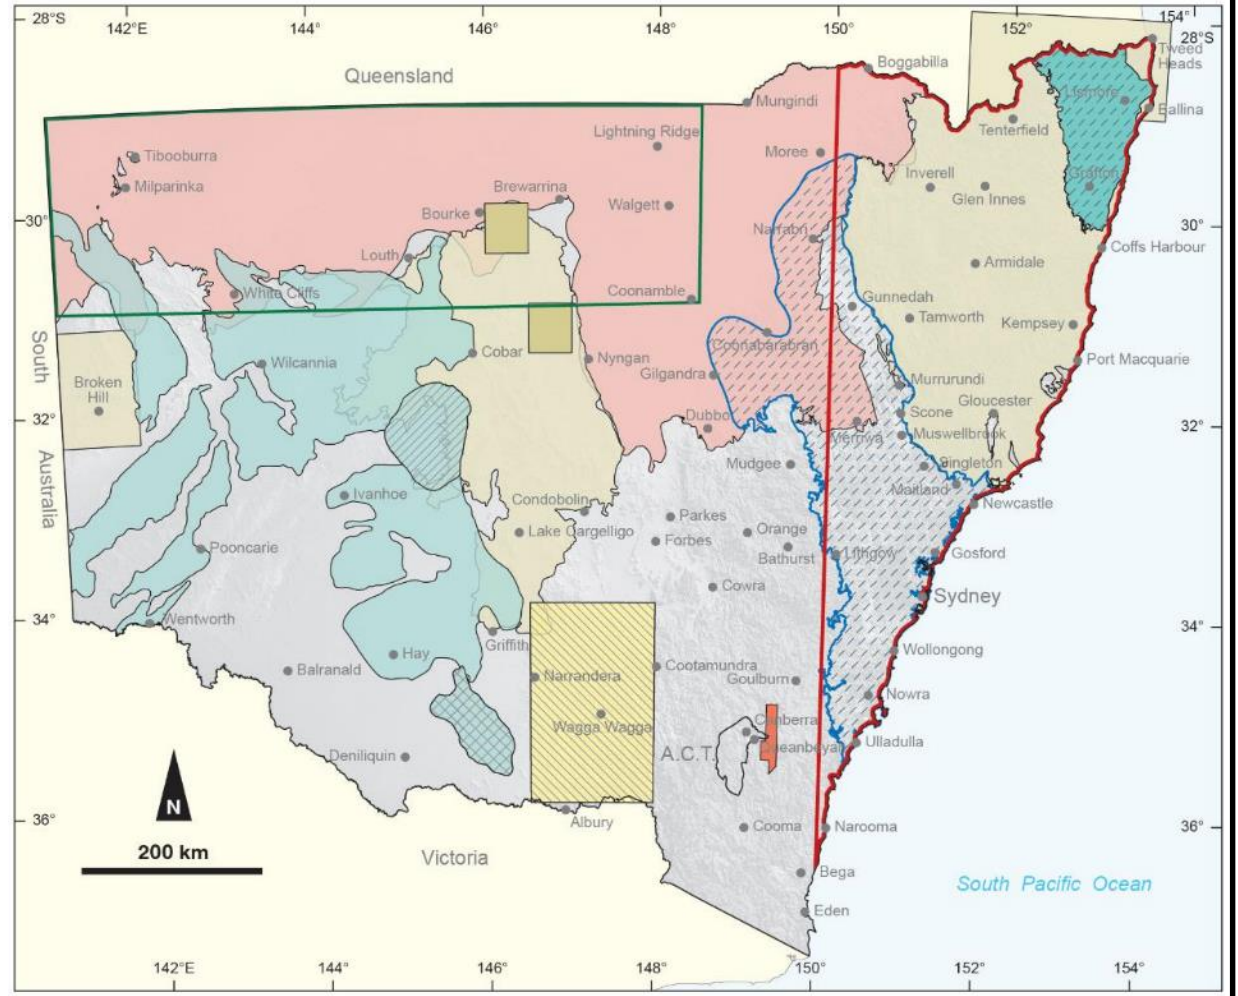 28°S
142°E
144°
146°
148°
150°
152°
154°
28°S
Queensland
Boggabilla
Tweed
Heads
Mungindi
Lismore
Ballina
Lightning Ridge
Tenterfield
Tibooburra
Moree
Milparinka
Brewarrina
Inverell
Grafton
Glen Innes
Bourke
Walgett
30°
30°
Narrabri
Coffs Harbour
Louth
Armidale
White Cliffs
Coonamble
Gunnedah
Tamworth
Kempsey
South
Australia
Coonabarabran
Cobar
Nyngan
Port Macquarie
Wilcannia
Gilgandra
Murrurundi
Broken
Hill
Gloucester
Scone
32°
Dubbo
32°
Merriwa
Muswellbrook
Mudgee
Singleton
Maitland
Ivanhoe
Condobolin
Newcastle
Parkes
Lake Cargelligo
Orange
Forbes
Pooncarie
Bathurst
Lithgow
Gosford
Cowra
Sydney
34°
Wentworth
34°
Griffith
Hay
Wollongong
Balranald
Cootamundra
Narrandera
Goulburn
Nowra
Wagga Wagga
Canberra
Ulladulla
Queanbeyan
A.C.T.
Deniliquin
N
36°
Albury
Cooma
Narooma
36°
200 km
Victoria
Bega
South Pacific Ocean
Eden
142°E
144°
146°
148°
150°
152°
154°